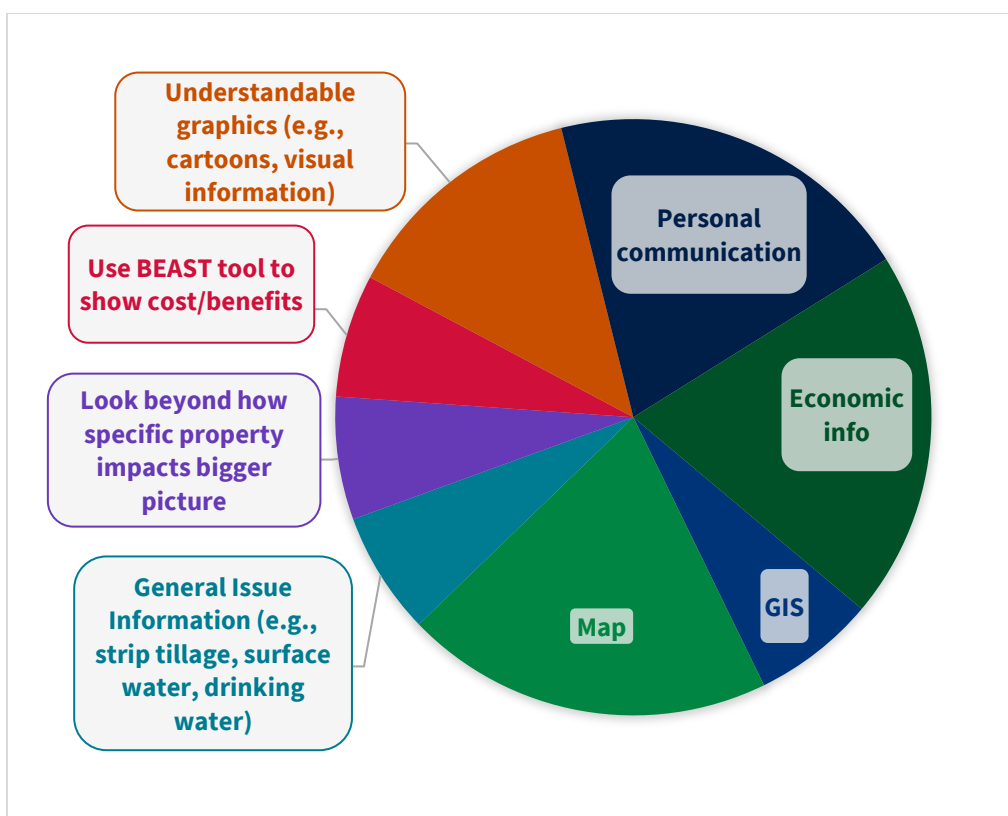 Understandable
graphics (e.g.,
cartoons, visual
information)
Personal
communication
Use BEAST tool to
show cost/benefits
Economic
info
Look beyond how
specific property
impacts bigger
picture
GIS
General Issue
Information (e.g.,
strip tillage, surface
water, drinking
water)
Map